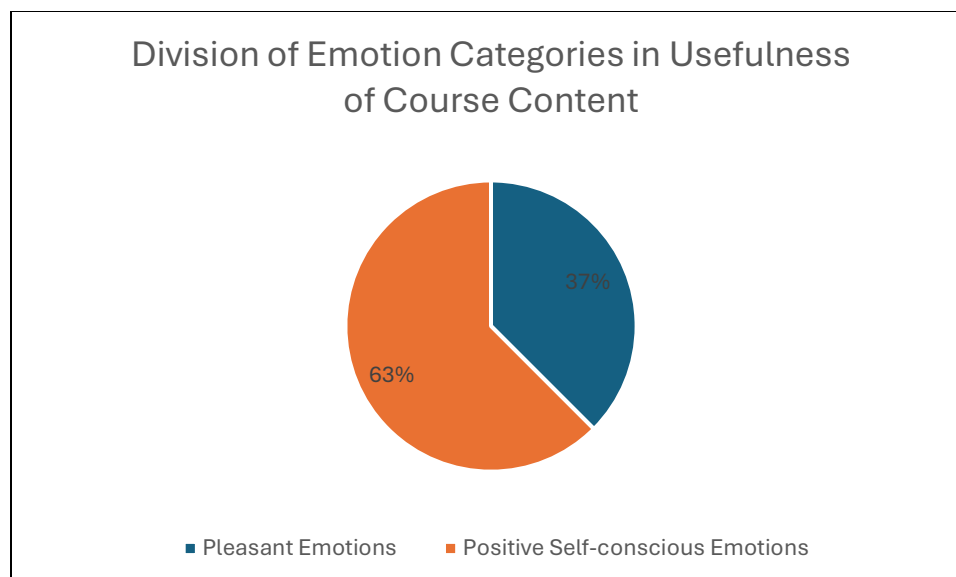 Division of Emotion Categories in Usefulness
of Course Content
37%
63%
Pleasant Emotions
Positive Self-conscious Emotions